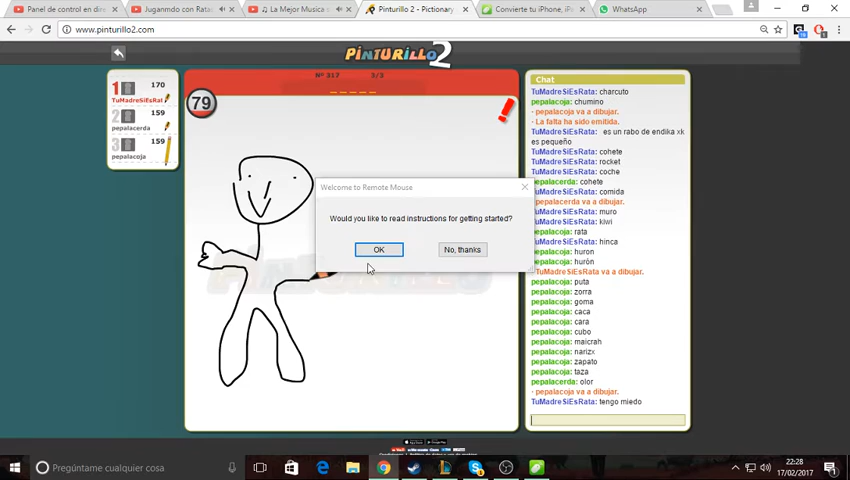 Panel de control en direct
Jugamndo con Ratas
La Mejor Musica
Pinturillo 2 - Pictionary
Convierte tu iPhone, iP
WhatsApp
www.pinturillo2.com
PINTURILLO 2
1 170
TuMadreSiEsRat
2 159
pepalacerda
3 159
pepalacoja
Nº 317 3/3
79
Welcome to Remote Mouse
Would you like to read instructions for getting started?
OK
No, thanks
Chat
TuMadreSiEsRata: charcuto
pepalacoja: chumino
· pepalacoja va a dibujar.
· La falta ha sido emitida.
TuMadreSiEsRata: es un rabo de endika xk
es pequeño
TuMadreSiEsRata: cohete
TuMadreSiEsRata: rocket
TuMadreSiEsRata: coche
pepalacerda: cohete
TuMadreSiEsRata: comida
· pepalacerda va a dibujar.
TuMadreSiEsRata: muro
TuMadreSiEsRata: kiwi
pepalacoja: rata
TuMadreSiEsRata: hinca
pepalacoja: huron
pepalacoja: hurón
· TuMadreSiEsRata va a dibujar.
pepalacoja: puta
pepalacoja: zorra
pepalacoja: goma
pepalacoja: caca
pepalacoja: cara
pepalacoja: cubo
pepalacoja: maicrah
pepalacoja: narizx
pepalacoja: zapato
pepalacoja: taza
pepalacerda: olor
· pepalacoja va a dibujar.
TuMadreSiEsRata: tengo miedo
Pregúntame cualquier cosa
22:28
17/02/2017